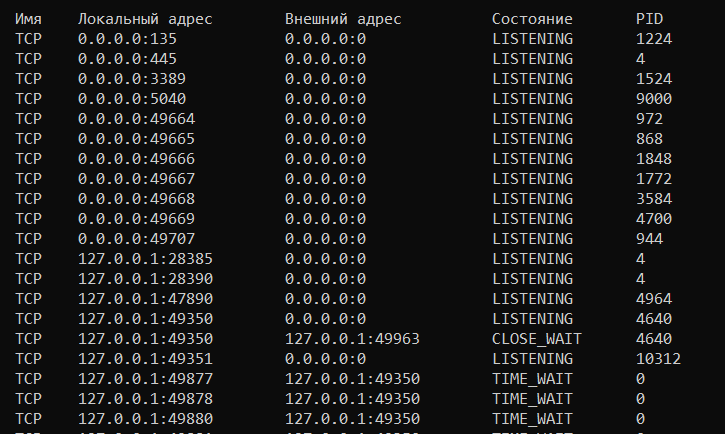 Имя Локальный адрес Внешний адрес Состояние PID
TCP 0.0.0.0:135 0.0.0.0:0 LISTENING 1224
TCP 0.0.0.0:445 0.0.0.0:0 LISTENING 4
TCP 0.0.0.0:3389 0.0.0.0:0 LISTENING 1524
TCP 0.0.0.0:5040 0.0.0.0:0 LISTENING 9000
TCP 0.0.0.0:49664 0.0.0.0:0 LISTENING 972
TCP 0.0.0.0:49665 0.0.0.0:0 LISTENING 868
TCP 0.0.0.0:49666 0.0.0.0:0 LISTENING 1848
TCP 0.0.0.0:49667 0.0.0.0:0 LISTENING 1772
TCP 0.0.0.0:49668 0.0.0.0:0 LISTENING 3584
TCP 0.0.0.0:49669 0.0.0.0:0 LISTENING 4700
TCP 0.0.0.0:49707 0.0.0.0:0 LISTENING 944
TCP 127.0.0.1:28385 0.0.0.0:0 LISTENING 4
TCP 127.0.0.1:28390 0.0.0.0:0 LISTENING 4
TCP 127.0.0.1:47890 0.0.0.0:0 LISTENING 4964
TCP 127.0.0.1:49350 0.0.0.0:0 LISTENING 4640
TCP 127.0.0.1:49350 127.0.0.1:49963 CLOSE_WAIT 4640
TCP 127.0.0.1:49351 0.0.0.0:0 LISTENING 10312
TCP 127.0.0.1:49877 127.0.0.1:49350 TIME_WAIT 0
TCP 127.0.0.1:49878 127.0.0.1:49350 TIME_WAIT 0
TCP 127.0.0.1:49880 127.0.0.1:49350 TIME_WAIT 0